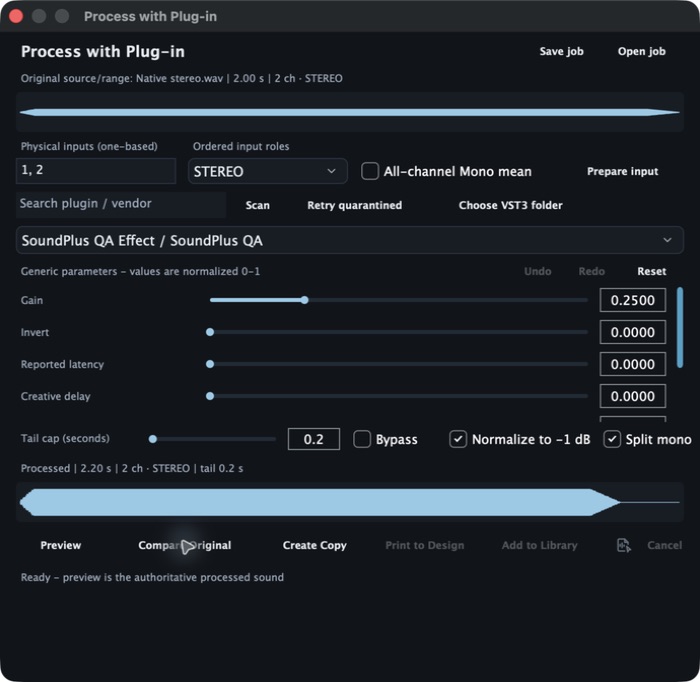 Process with Plug-in
Process with Plug-in Save job Open job
Original source/range: Native stereo.wav | 2.00 s | 2 ch · STEREO
Physical inputs (one-based) Ordered input roles
1, 2 STEREO All-channel Mono mean Prepare input
Search plugin / vendor Scan Retry quarantined Choose VST3 folder
SoundPlus QA Effect / SoundPlus QA
Generic parameters – values are normalized 0–1 Undo Redo Reset
Gain 0.2500
Invert 0.0000
Reported latency 0.0000
Creative delay 0.0000
Tail cap (seconds) 0.2 Bypass Normalize to -1 dB Split mono
Processed | 2.20 s | 2 ch · STEREO | tail 0.2 s
Preview Compare Original Create Copy Print to Design Add to Library Cancel
Ready – preview is the authoritative processed sound